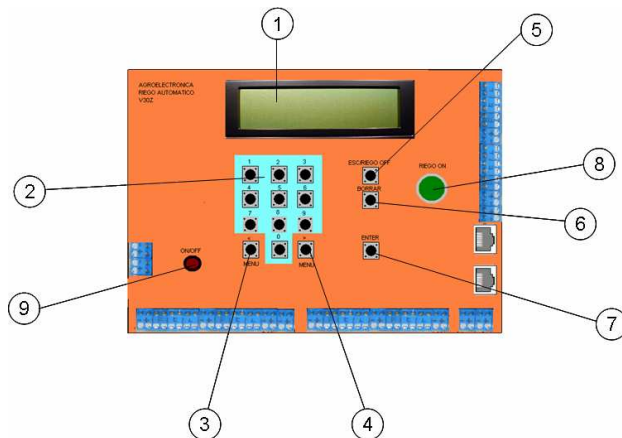 1
5
AGROELECTRONICA
RIEGO AUTOMATICO
V30Z
1 2 3
ESC/RIEGO OFF
RIEGO ON
8
2
4 5 6
BORRAR
7 8 9
6
ON/OFF
< 0 >
ENTER
MENU
MENU
9
7
3
4